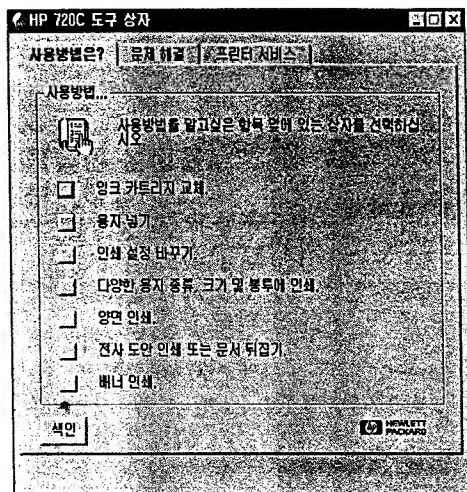 HP 720C 도구 상자
사용방법은? 문제 해결 프린터 서비스
사용방법...
사용방법을 알고싶은 항목 옆에 있는 상자를 선택하십
시오.
잉크 카트리지 교체.
용지 넣기.
인쇄 설정 바꾸기.
다양한 용지 종류, 크기 및 봉투에 인쇄.
양면 인쇄.
전사 도안 인쇄 또는 문서 뒤집기.
배너 인쇄.
색인
HEWLETT
PACKARD